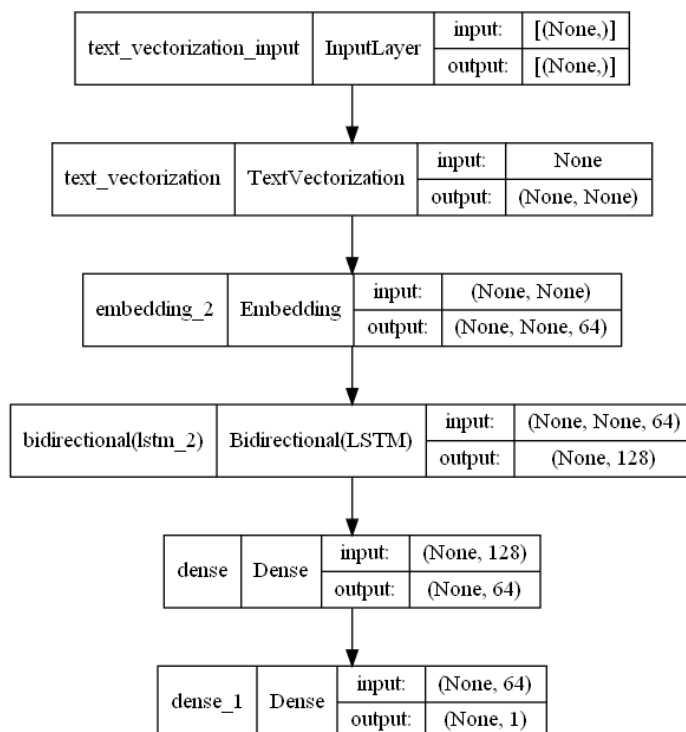 text_vectorization_input InputLayer input: [(None,)]
output: [(None,)]
text_vectorization TextVectorization input: None
output: (None, None)
embedding_2 Embedding input: (None, None)
output: (None, None, 64)
bidirectional(lstm_2) Bidirectional(LSTM) input: (None, None, 64)
output: (None, 128)
dense Dense input: (None, 128)
output: (None, 64)
dense_1 Dense input: (None, 64)
output: (None, 1)